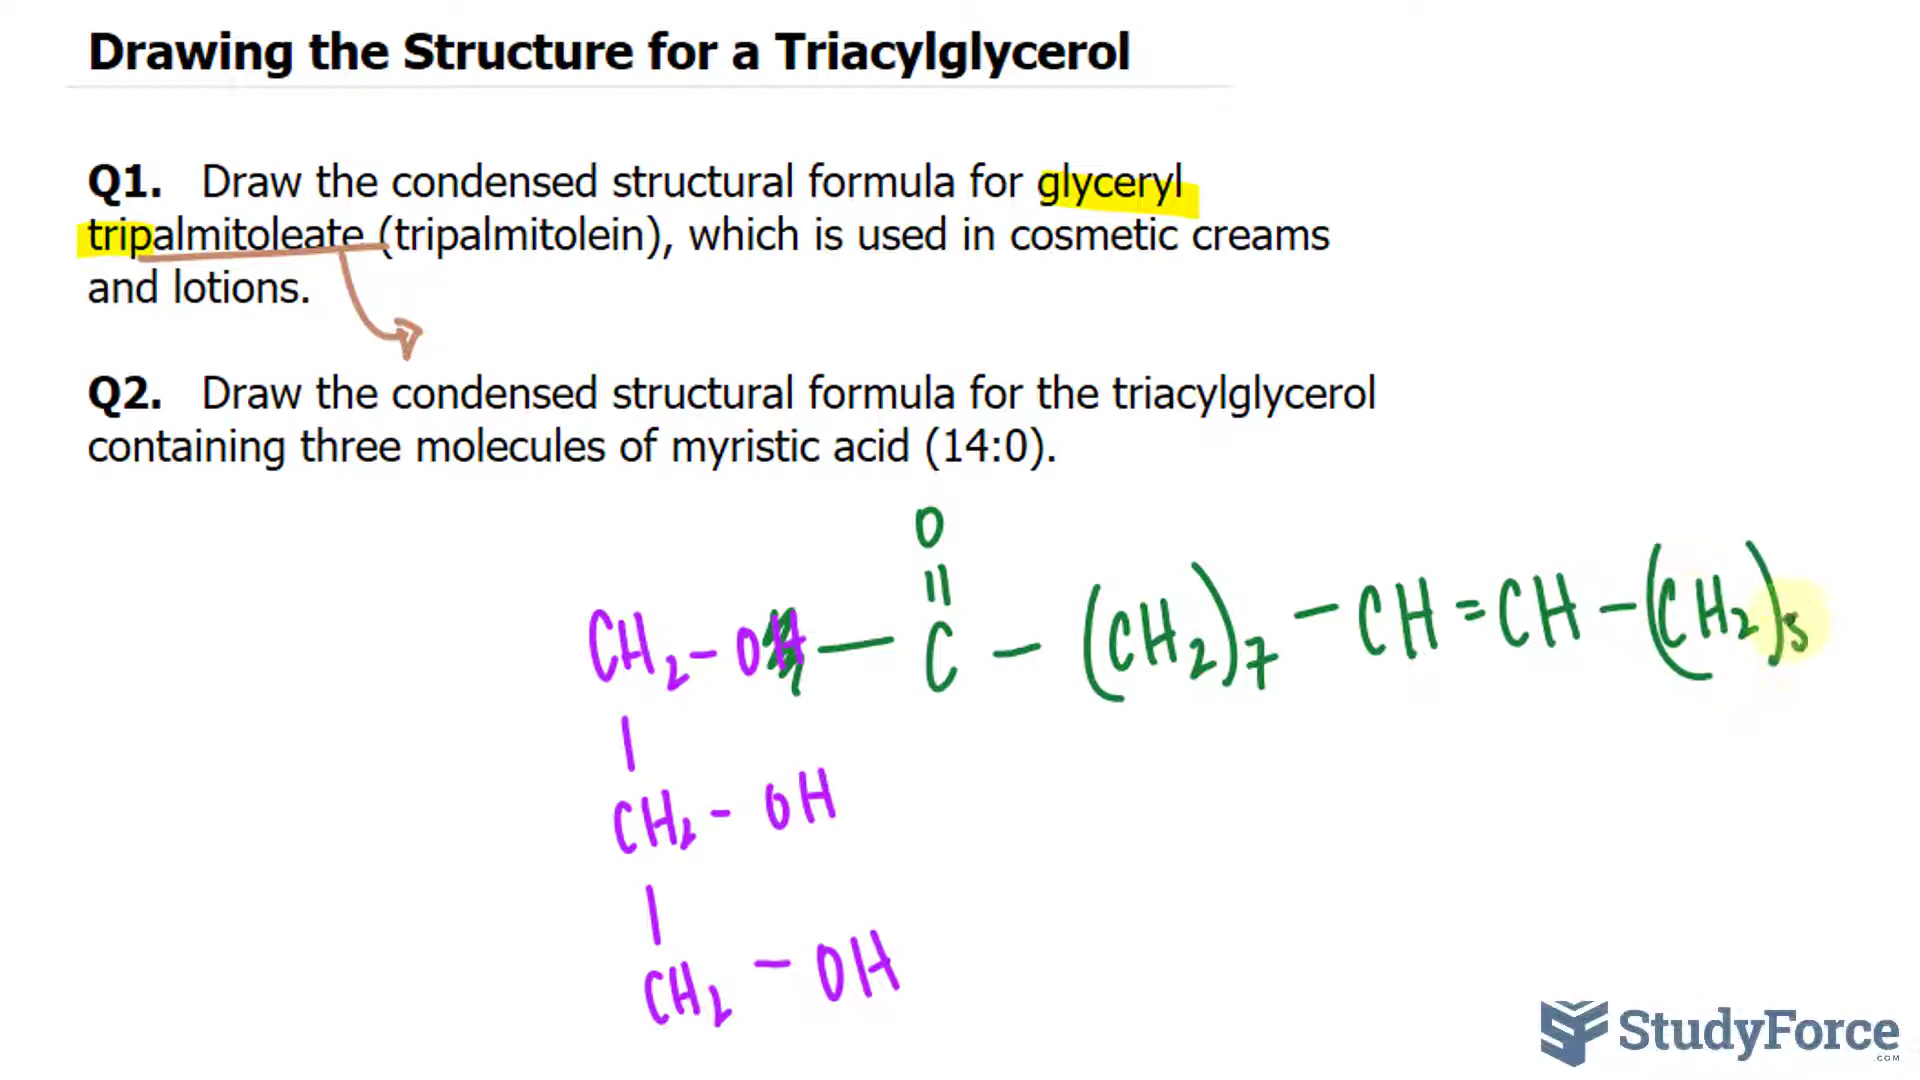 Drawing the Structure for a Triacylglycerol
Q1. Draw the condensed structural formula for glyceryl
tripalmitoleate (tripalmitolein), which is used in cosmetic creams
and lotions.
Q2. Draw the condensed structural formula for the triacylglycerol
containing three molecules of myristic acid (14:0).
O
||
CH2 - OH — C - (CH2)7 - CH = CH - (CH2)5
|
CH2 - OH
|
CH2 - OH
StudyForce
.COM